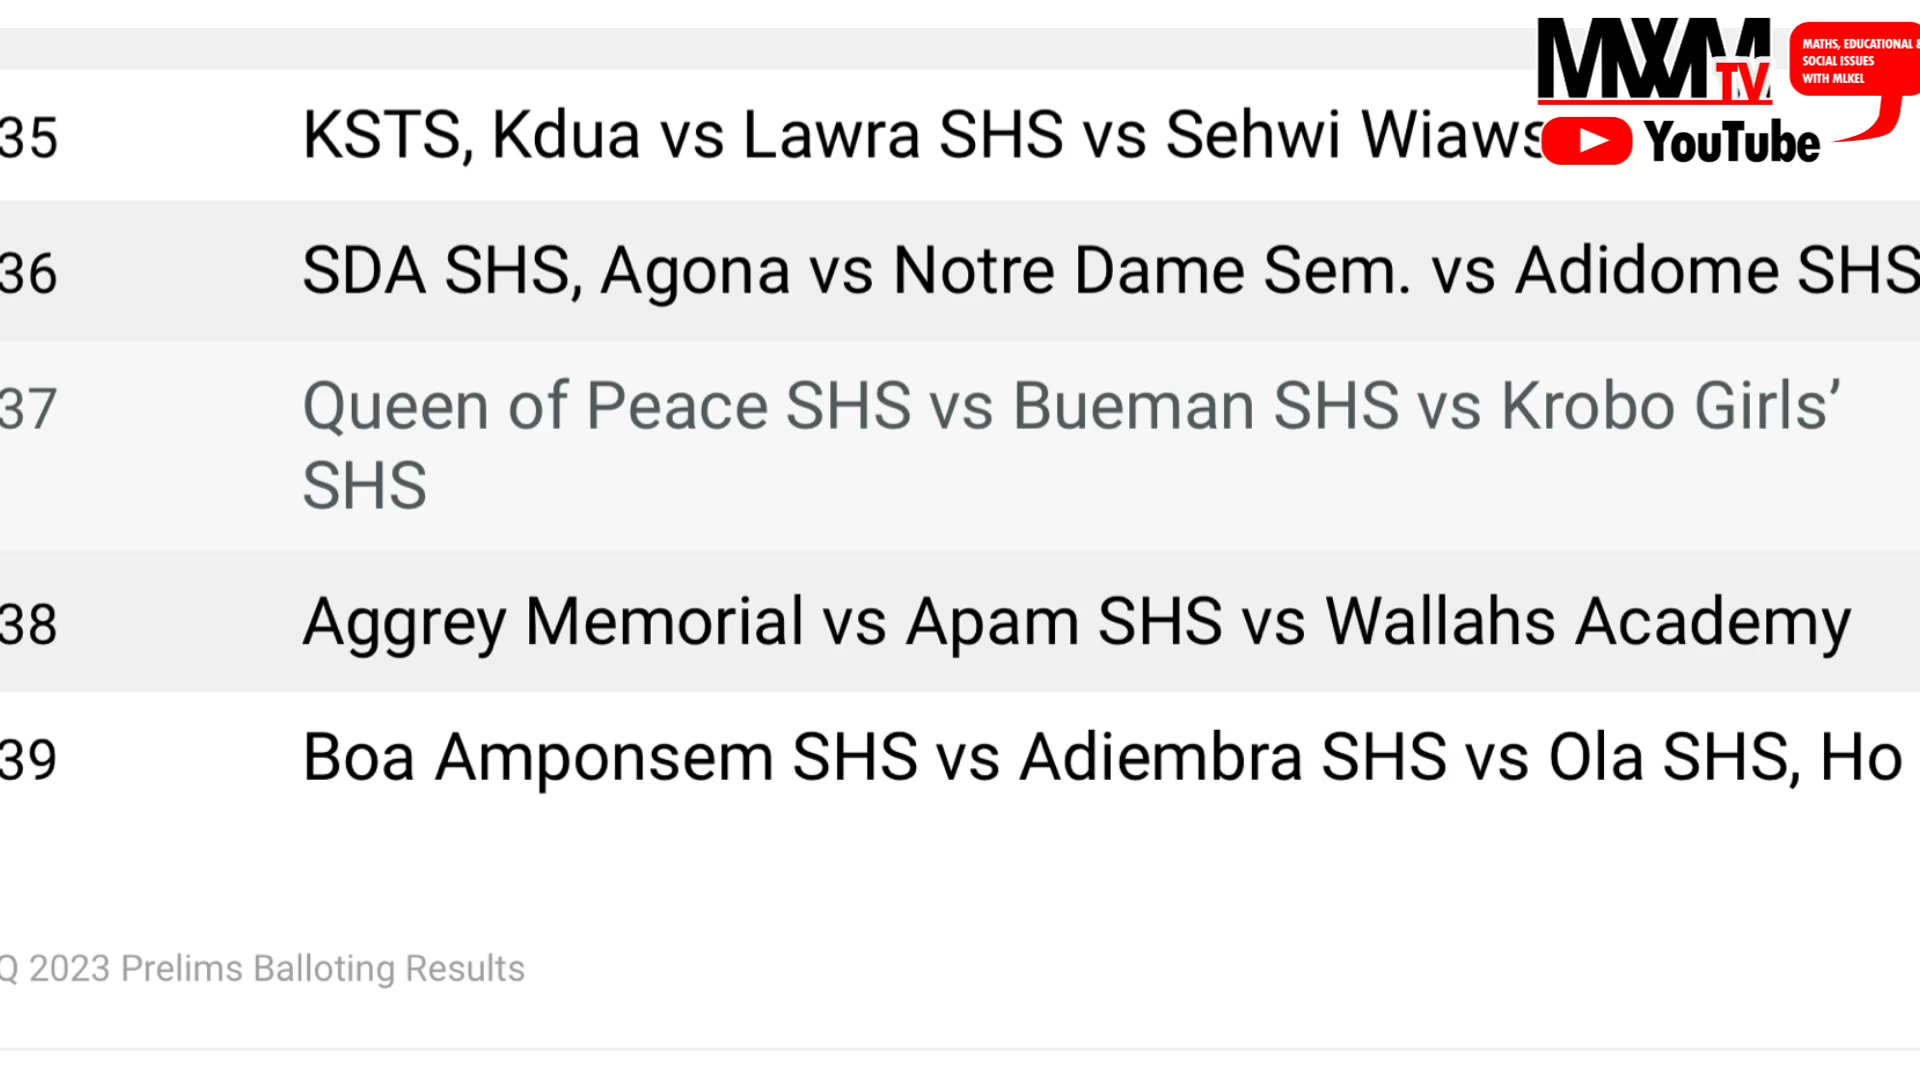 MXM TV
MATHS, EDUCATIONAL &
SOCIAL ISSUES
WITH MLKEL
YouTube
35 KSTS, Kdua vs Lawra SHS vs Sehwi Wiaws
36 SDA SHS, Agona vs Notre Dame Sem. vs Adidome SHS
37 Queen of Peace SHS vs Bueman SHS vs Krobo Girls’
SHS
38 Aggrey Memorial vs Apam SHS vs Wallahs Academy
39 Boa Amponsem SHS vs Adiembra SHS vs Ola SHS, Ho
Q 2023 Prelims Balloting Results